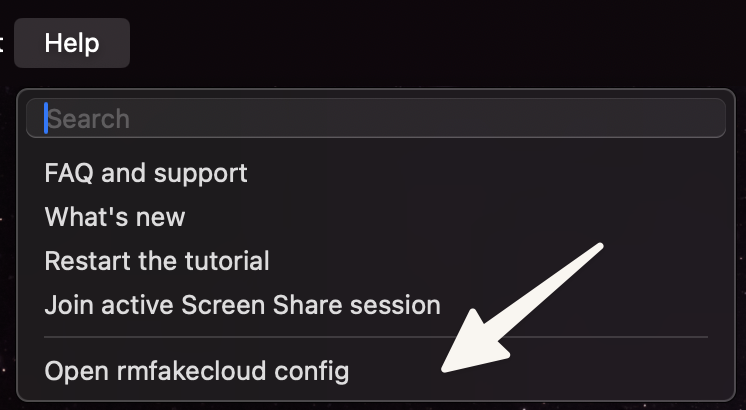 Help
Search
FAQ and support
What's new
Restart the tutorial
Join active Screen Share session
Open rmfakecloud config